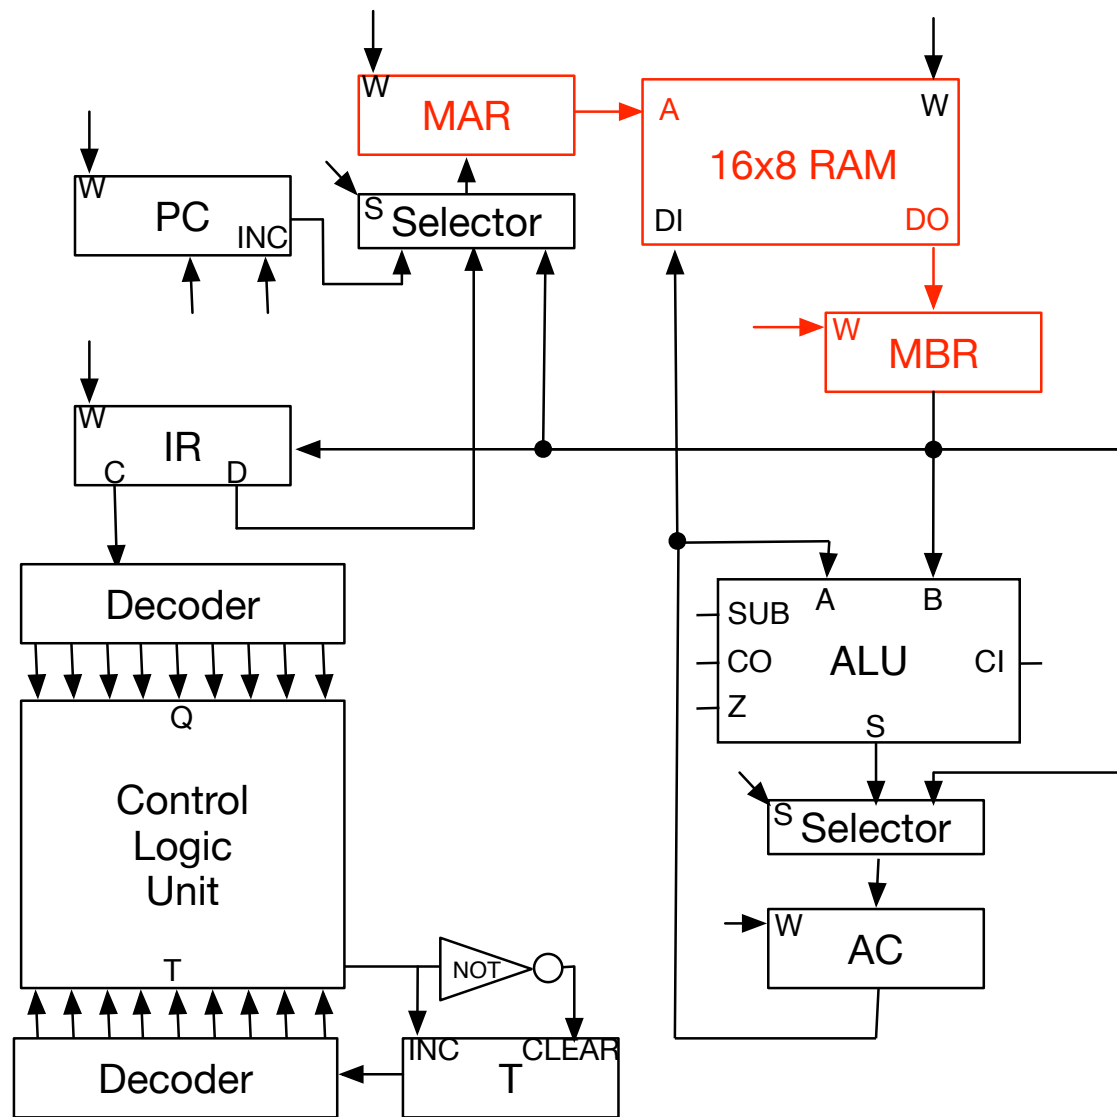 W
MAR
A
W
16x8 RAM
DI
DO
W
PC
INC
S
Selector
W
MBR
W
IR
C
D
Decoder
Q
Control
Logic
Unit
T
A
B
SUB
CO
ALU
CI
Z
S
S
Selector
W
AC
NOT
INC
CLEAR
T
Decoder